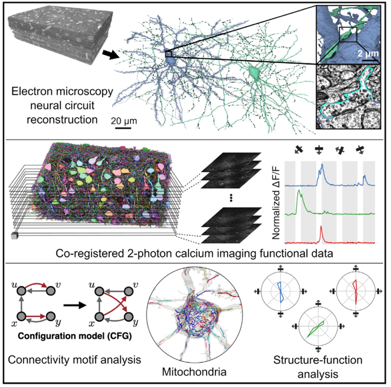 2 μm
Electron microscopy
neural circuit
reconstruction
20 μm
Normalized ΔF/F
Co-registered 2-photon calcium imaging functional data
u v u v
x y x y
Configuration model (CFG)
Connectivity motif analysis
Mitochondria
Structure-function
analysis